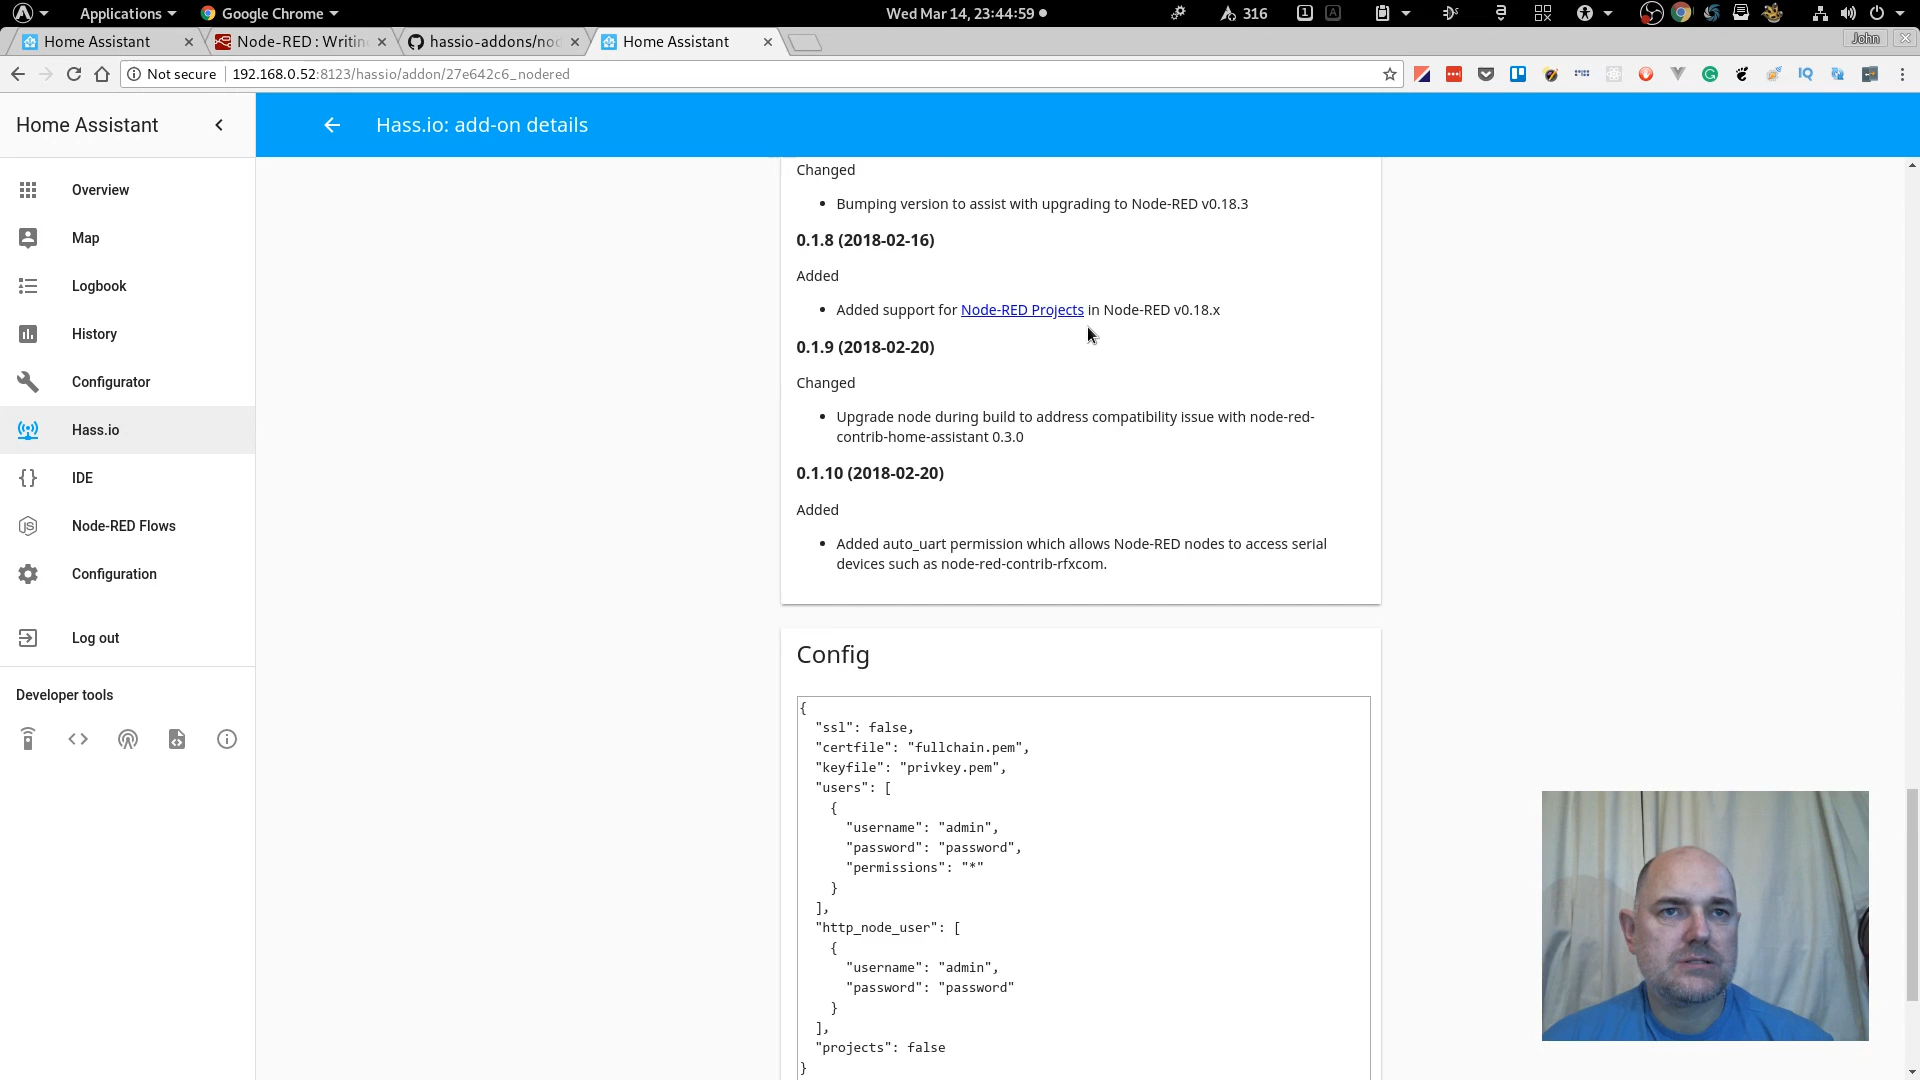 Applications
Google Chrome
Wed Mar 14, 23:44:59
316
1
A
Home Assistant
Node-RED : Writin
hassio-addons/nod
Home Assistant
John
Not secure
192.168.0.52:8123/hassio/addon/27e642c6_nodered
IQ
Home Assistant
Hass.io: add-on details
Overview
Map
Logbook
History
Configurator
Hass.io
IDE
Node-RED Flows
Configuration
Log out
Developer tools
Changed
• Bumping version to assist with upgrading to Node-RED v0.18.3
0.1.8 (2018-02-16)
Added
• Added support for Node-RED Projects in Node-RED v0.18.x
0.1.9 (2018-02-20)
Changed
• Upgrade node during build to address compatibility issue with node-red-
contrib-home-assistant 0.3.0
0.1.10 (2018-02-20)
Added
• Added auto_uart permission which allows Node-RED nodes to access serial
devices such as node-red-contrib-rfxcom.
Config
{
"ssl": false,
"certfile": "fullchain.pem",
"keyfile": "privkey.pem",
"users": [
{
"username": "admin",
"password": "password",
"permissions": "*"
}
],
"http_node_user": [
{
"username": "admin",
"password": "password"
}
],
"projects": false
}